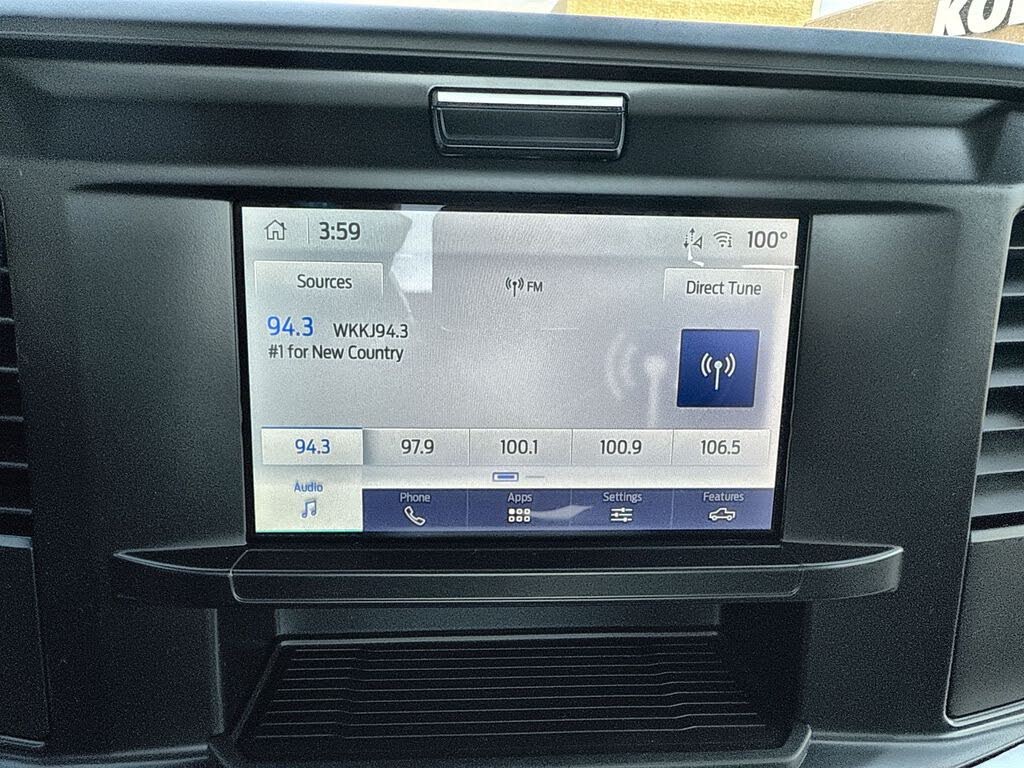 3:59
100°
Sources
FM
Direct Tune
94.3 WKKJ94.3
#1 for New Country
94.3 97.9 100.1 100.9 106.5
Audio Phone Apps Settings Features